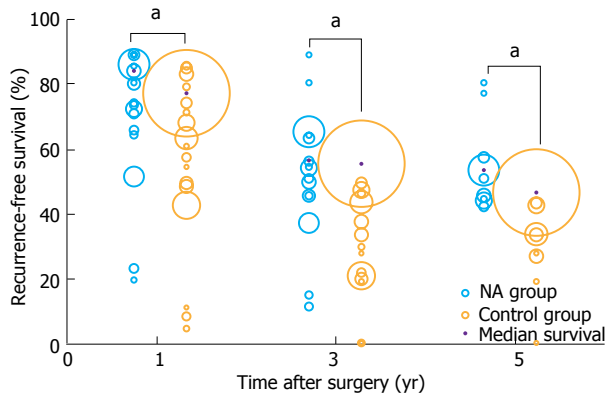 a
a
a
100
80
60
40
20
0
Recurrence-free survival (%)
NA group
Control group
Median survival
0 1 3 5
Time after surgery (yr)